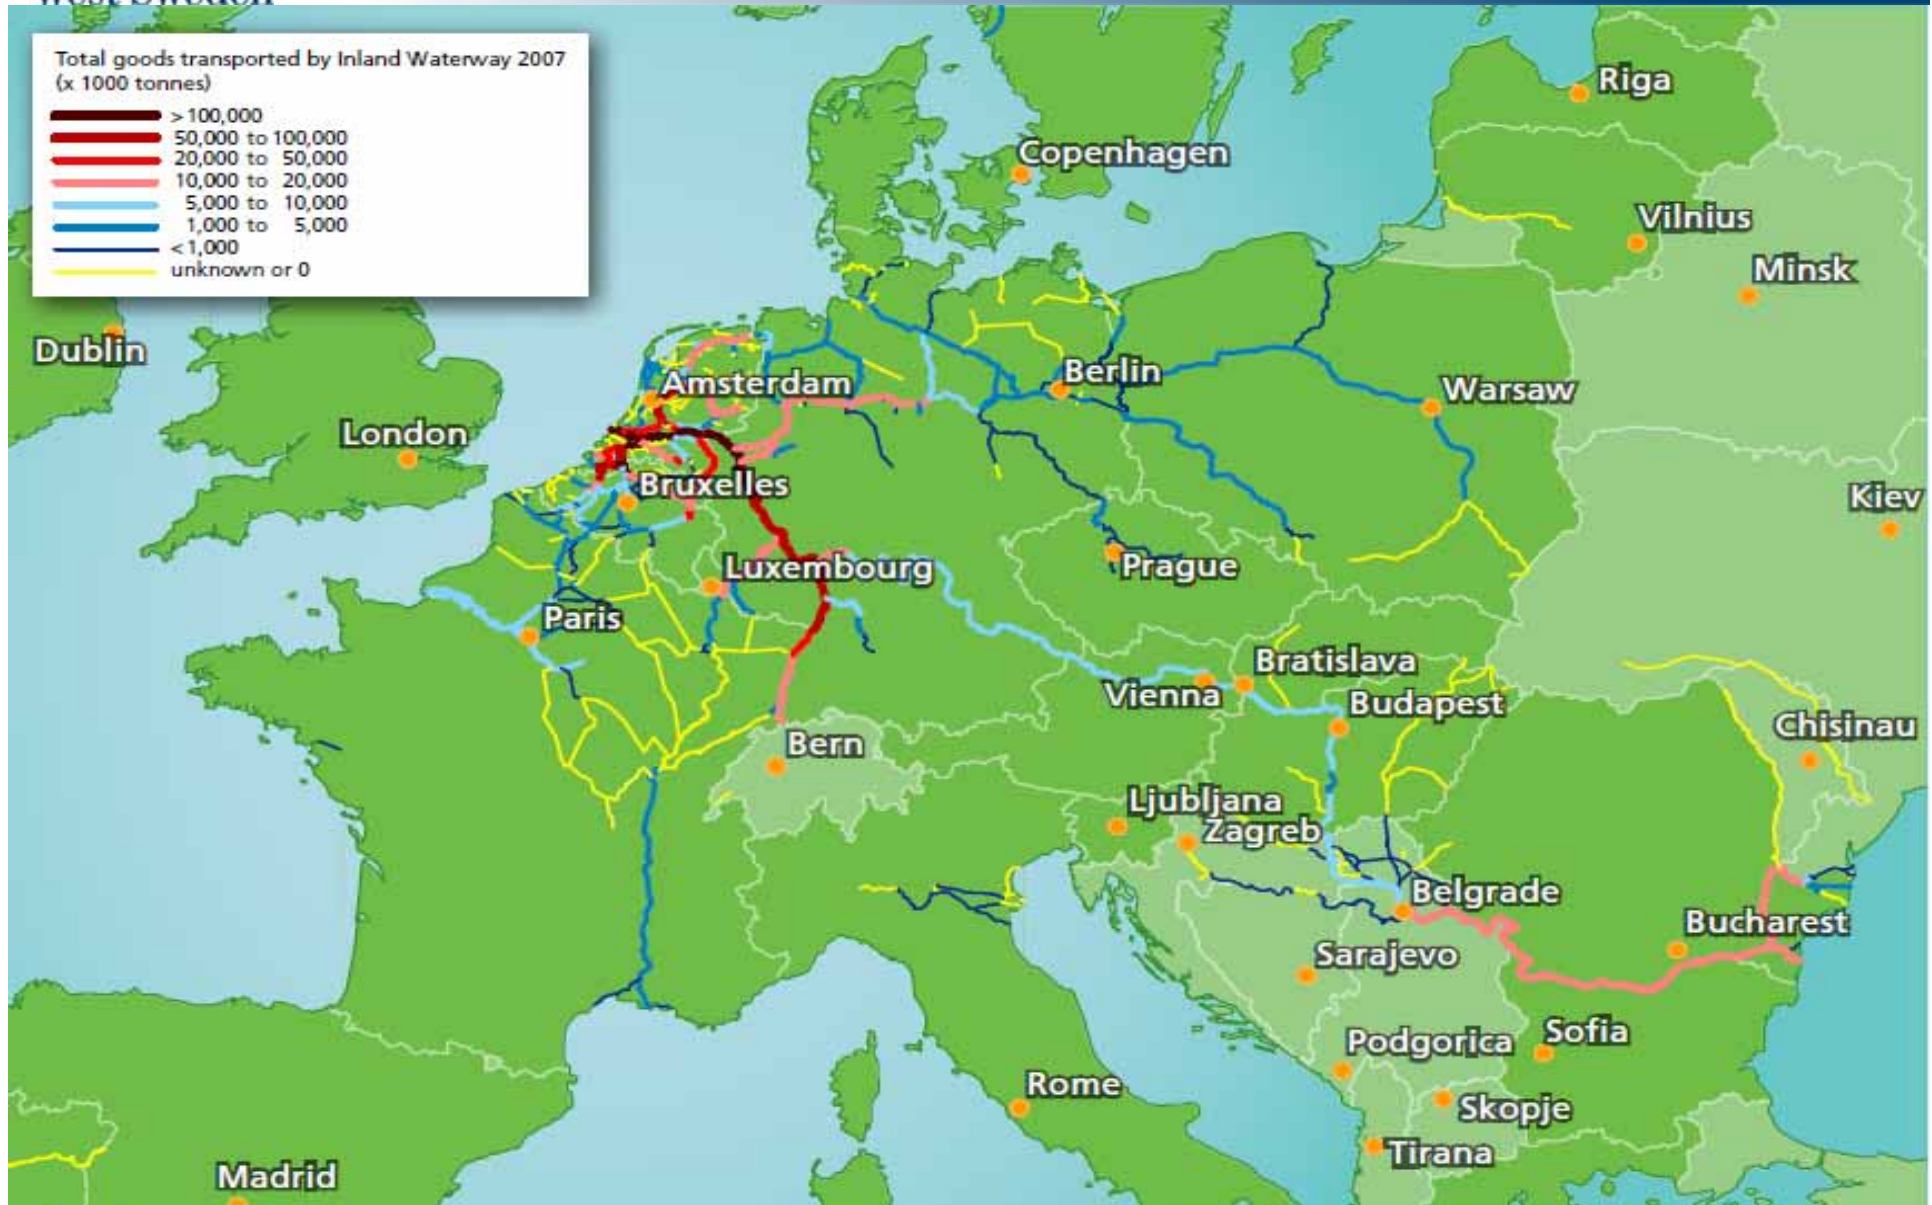 West Sweden
Total goods transported by Inland Waterway 2007
(x 1000 tonnes)
> 100,000
50,000 to 100,000
20,000 to 50,000
10,000 to 20,000
5,000 to 10,000
1,000 to 5,000
< 1,000
unknown or 0
Riga
Copenhagen
Vilnius
Minsk
Dublin
Amsterdam
Berlin
Warsaw
London
Bruxelles
Kiev
Luxembourg
Prague
Paris
Bratislava
Vienna
Budapest
Chisinau
Bern
Ljubljana
Zagreb
Belgrade
Bucharest
Sarajevo
Sofia
Podgorica
Rome
Skopje
Tirana
Madrid